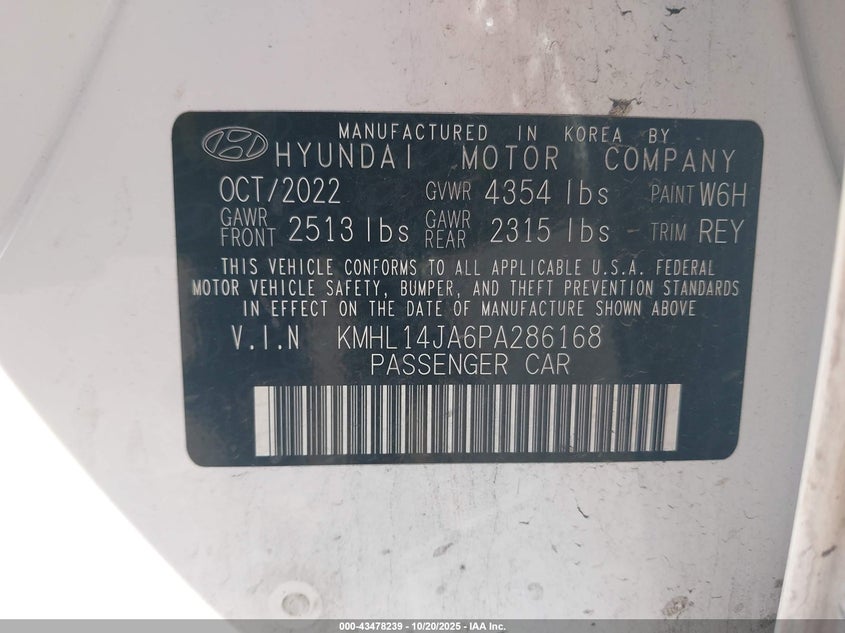 MANUFACTURED IN KOREA BY
HYUNDAI MOTOR COMPANY
OCT/2022 GVWR 4354 lbs PAINT W6H
GAWR FRONT 2513 lbs GAWR REAR 2315 lbs TRIM REY
THIS VEHICLE CONFORMS TO ALL APPLICABLE U.S.A. FEDERAL
MOTOR VEHICLE SAFETY, BUMPER, AND THEFT PREVENTION STANDARDS
IN EFFECT ON THE DATE OF MANUFACTURE SHOWN ABOVE
V.I.N KMHL14JA6PA286168
PASSENGER CAR
000-43478239 - 10/20/2025 - IAA Inc.